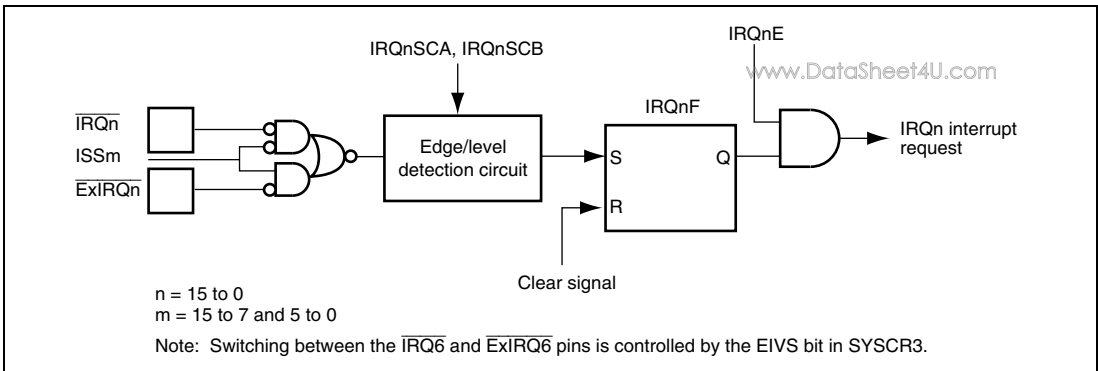 IRQnE
IRQnSCA, IRQnSCB
www.DataSheet4U.com
IRQnF
IRQn
ISSm
ExIRQn
Edge/level
detection circuit
S
Q
R
IRQn interrupt
request
Clear signal
n = 15 to 0
m = 15 to 7 and 5 to 0
Note: Switching between the IRQ6 and ExIRQ6 pins is controlled by the EIVS bit in SYSCR3.